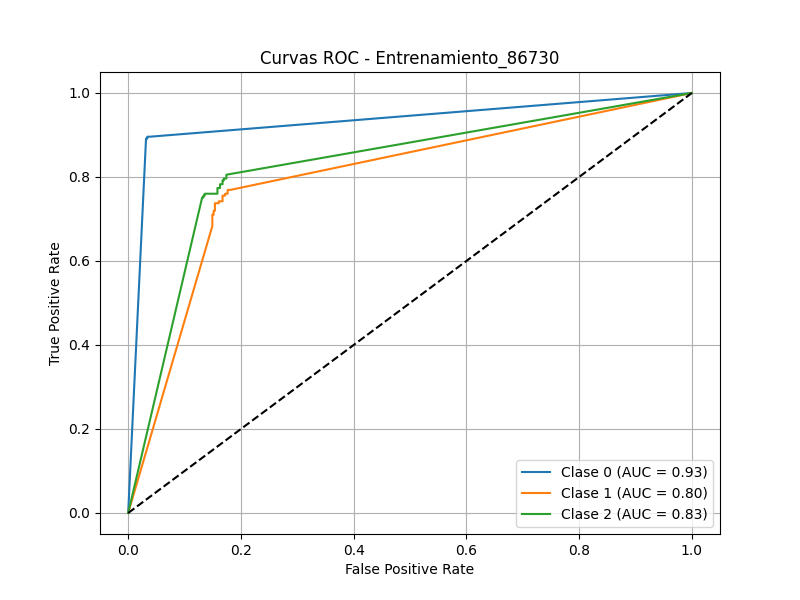 Curvas ROC - Entrenamiento_86730
1.0
0.8
0.6
0.4
0.2
0.0
True Positive Rate
Clase 0 (AUC = 0.93)
Clase 1 (AUC = 0.80)
Clase 2 (AUC = 0.83)
0.0 0.2 0.4 0.6 0.8 1.0
False Positive Rate